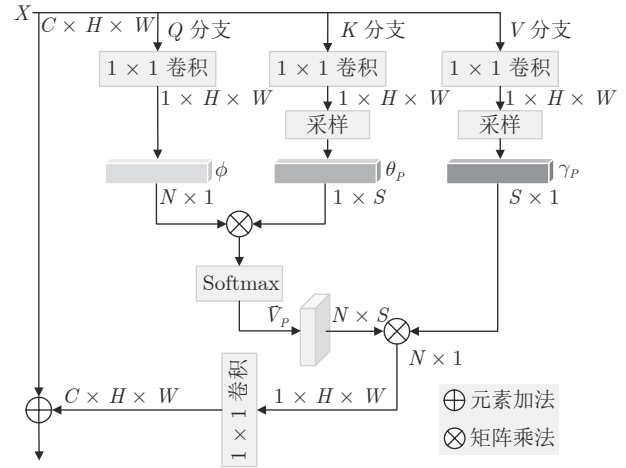 X C × H × W Q 分支 K 分支 V 分支
1 × 1 卷积 1 × 1 卷积 1 × 1 卷积
1 × H × W 1 × H × W 1 × H × W
采样 采样
ϕ θ_P γ_P
N × 1 1 × S S × 1
Softmax
V̂_P N × S
N × 1
C × H × W 1 × 1 卷积 1 × H × W
元素加法
矩阵乘法